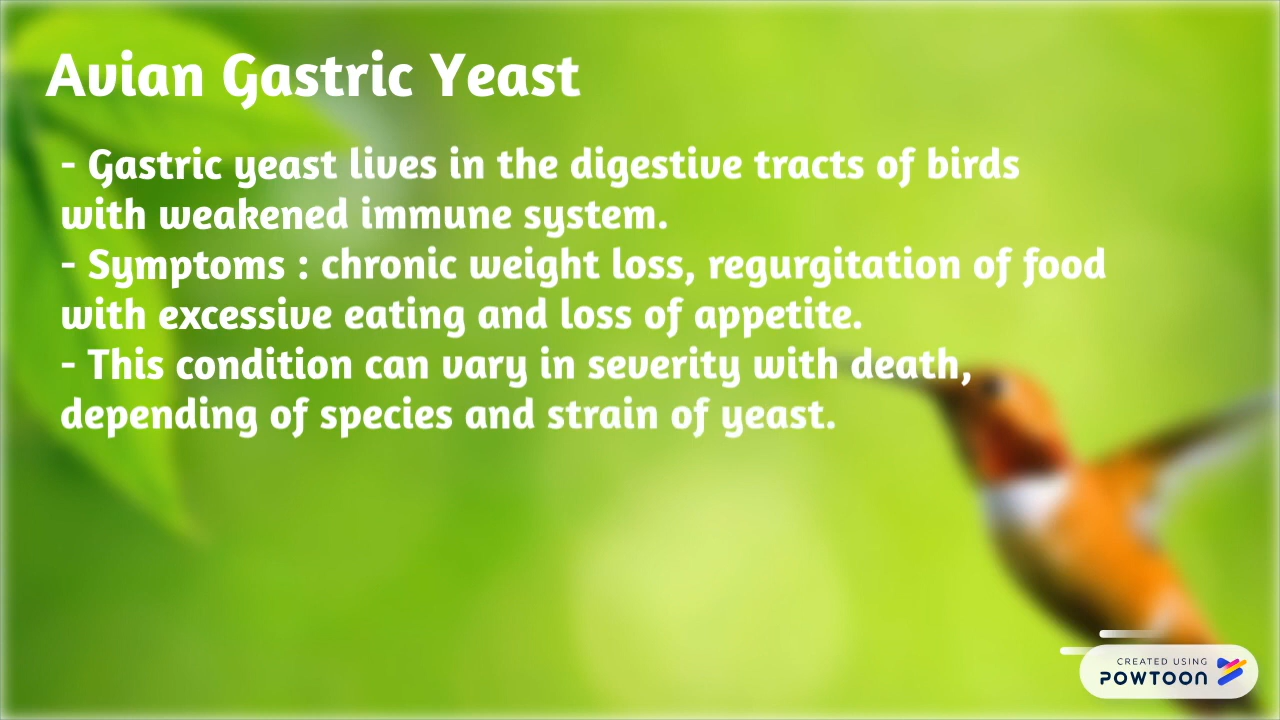 Avian Gastric Yeast
- Gastric yeast lives in the digestive tracts of birds
with weakened immune system.
- Symptoms : chronic weight loss, regurgitation of food
with excessive eating and loss of appetite.
- This condition can vary in severity with death,
depending of species and strain of yeast.
CREATED USING
POWTOON